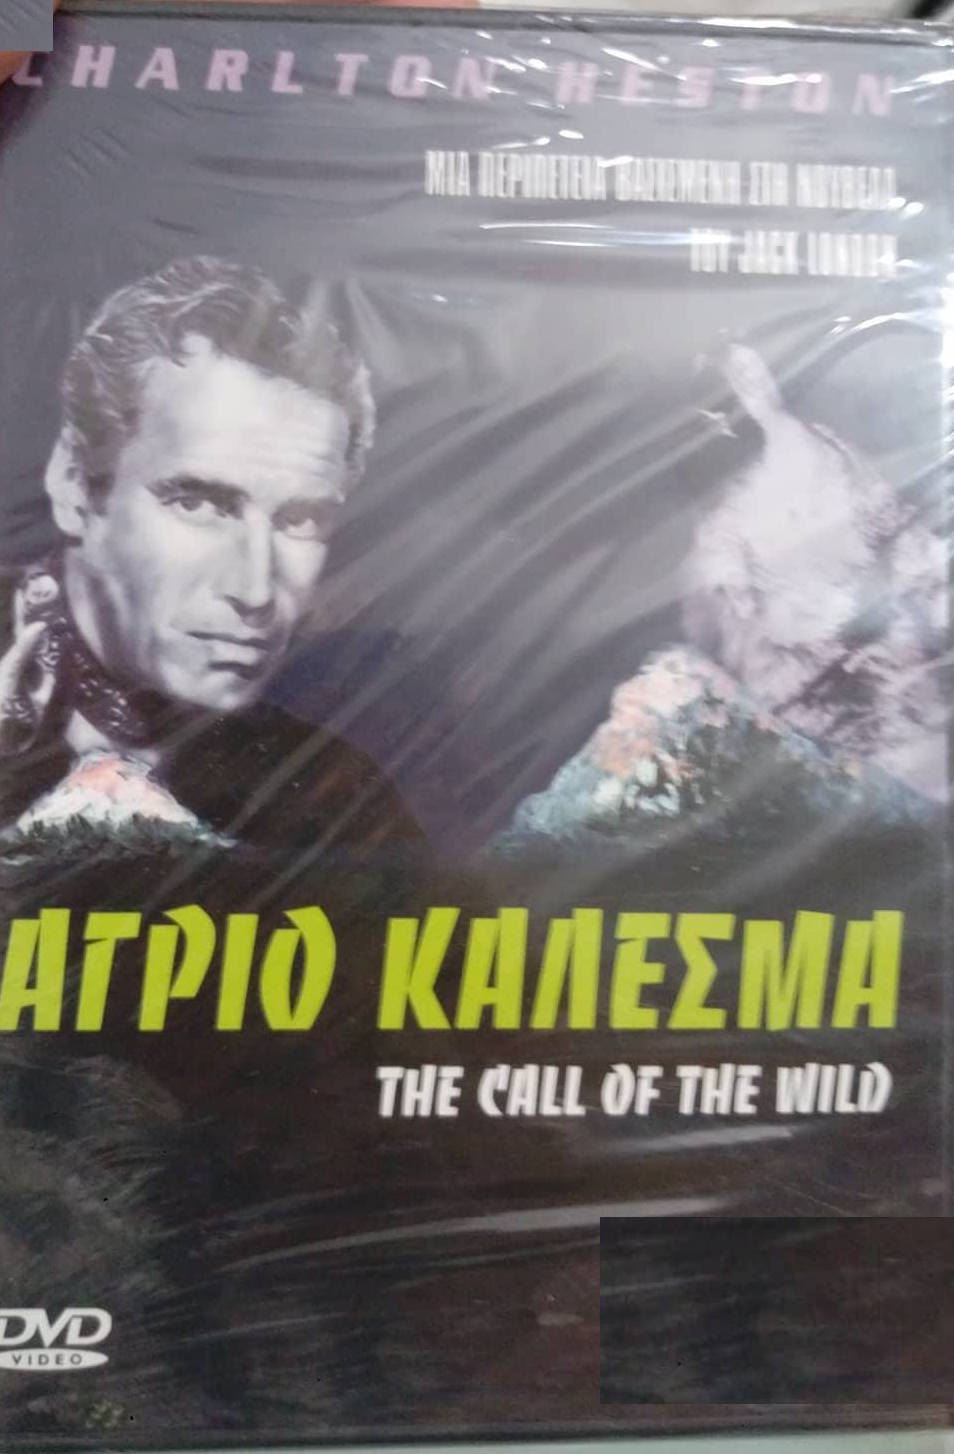 CHARLTON HESTON
ΜΙΑ ΠΕΡΙΠΕΤΕΙΑ ΒΑΣΙΣΜΕΝΗ ΣΤΗ ΝΟΥΒΕΛΑ
ΤΟΥ JACK LONDON
ΑΓΡΙΟ ΚΑΛΕΣΜΑ
THE CALL OF THE WILD
DVD
VIDEO